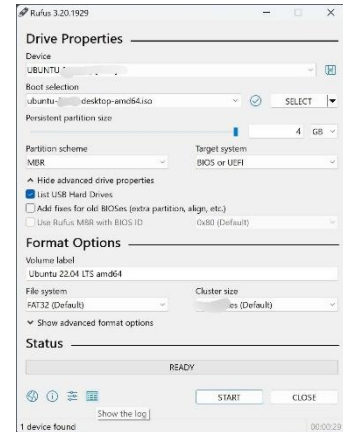 Rufus 3.20.1929
Drive Properties
Device
UBUNTU
Boot selection
ubuntu- desktop-amd64.iso
SELECT
Persistent partition size
4 GB
Partition scheme Target system
MBR BIOS or UEFI
Hide advanced drive properties
List USB Hard Drives
Add fixes for old BIOSes (extra partition, align, etc.)
Use Rufus MBR with BIOS ID 0x80 (Default)
Format Options
Volume label
Ubuntu 22.04 LTS amd64
File system Cluster size
FAT32 (Default) es (Default)
Show advanced format options
Status
READY
START CLOSE
Show the log
1 device found 00:00:29